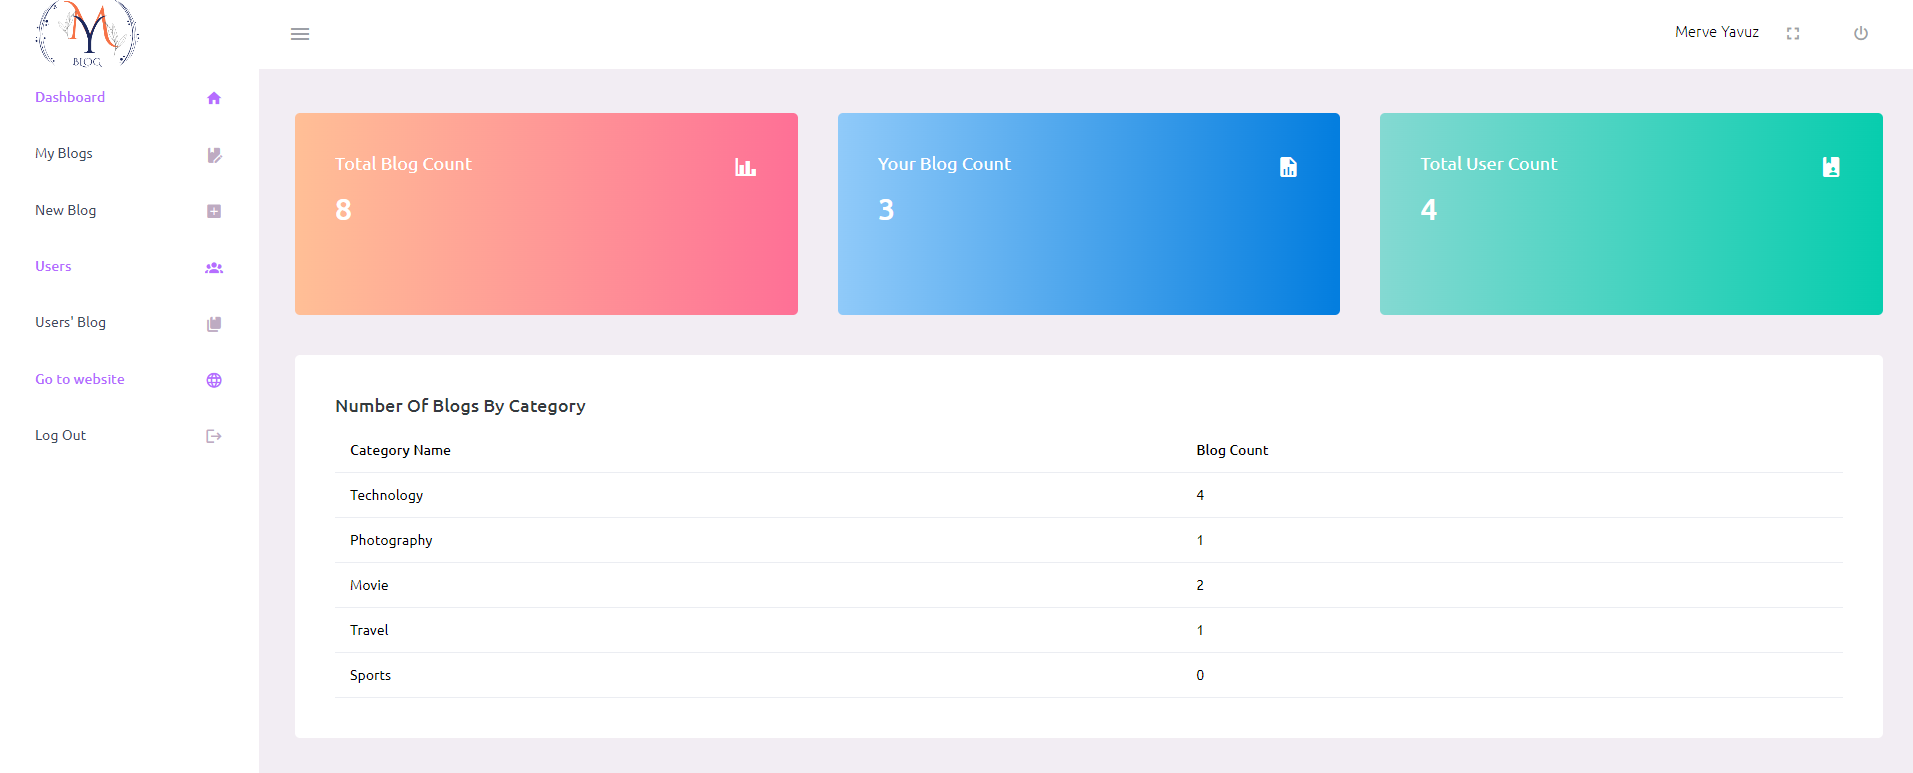 MY
BLOG
Merve Yavuz
Dashboard
My Blogs
New Blog
Users
Users' Blog
Go to website
Log Out
Total Blog Count
8
Your Blog Count
3
Total User Count
4
Number Of Blogs By Category
Category Name Blog Count
Technology 4
Photography 1
Movie 2
Travel 1
Sports 0